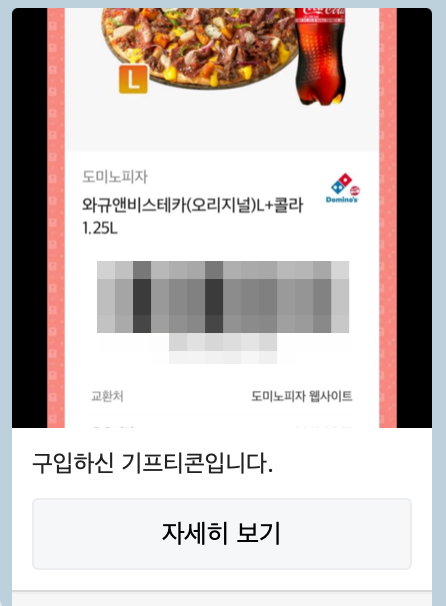 Coca-Cola
L
도미노피자
와규앤비스테카(오리지널)L+콜라
1.25L
Domino's
교환처 도미노피자 웹사이트
구입하신 기프티콘입니다.
자세히 보기